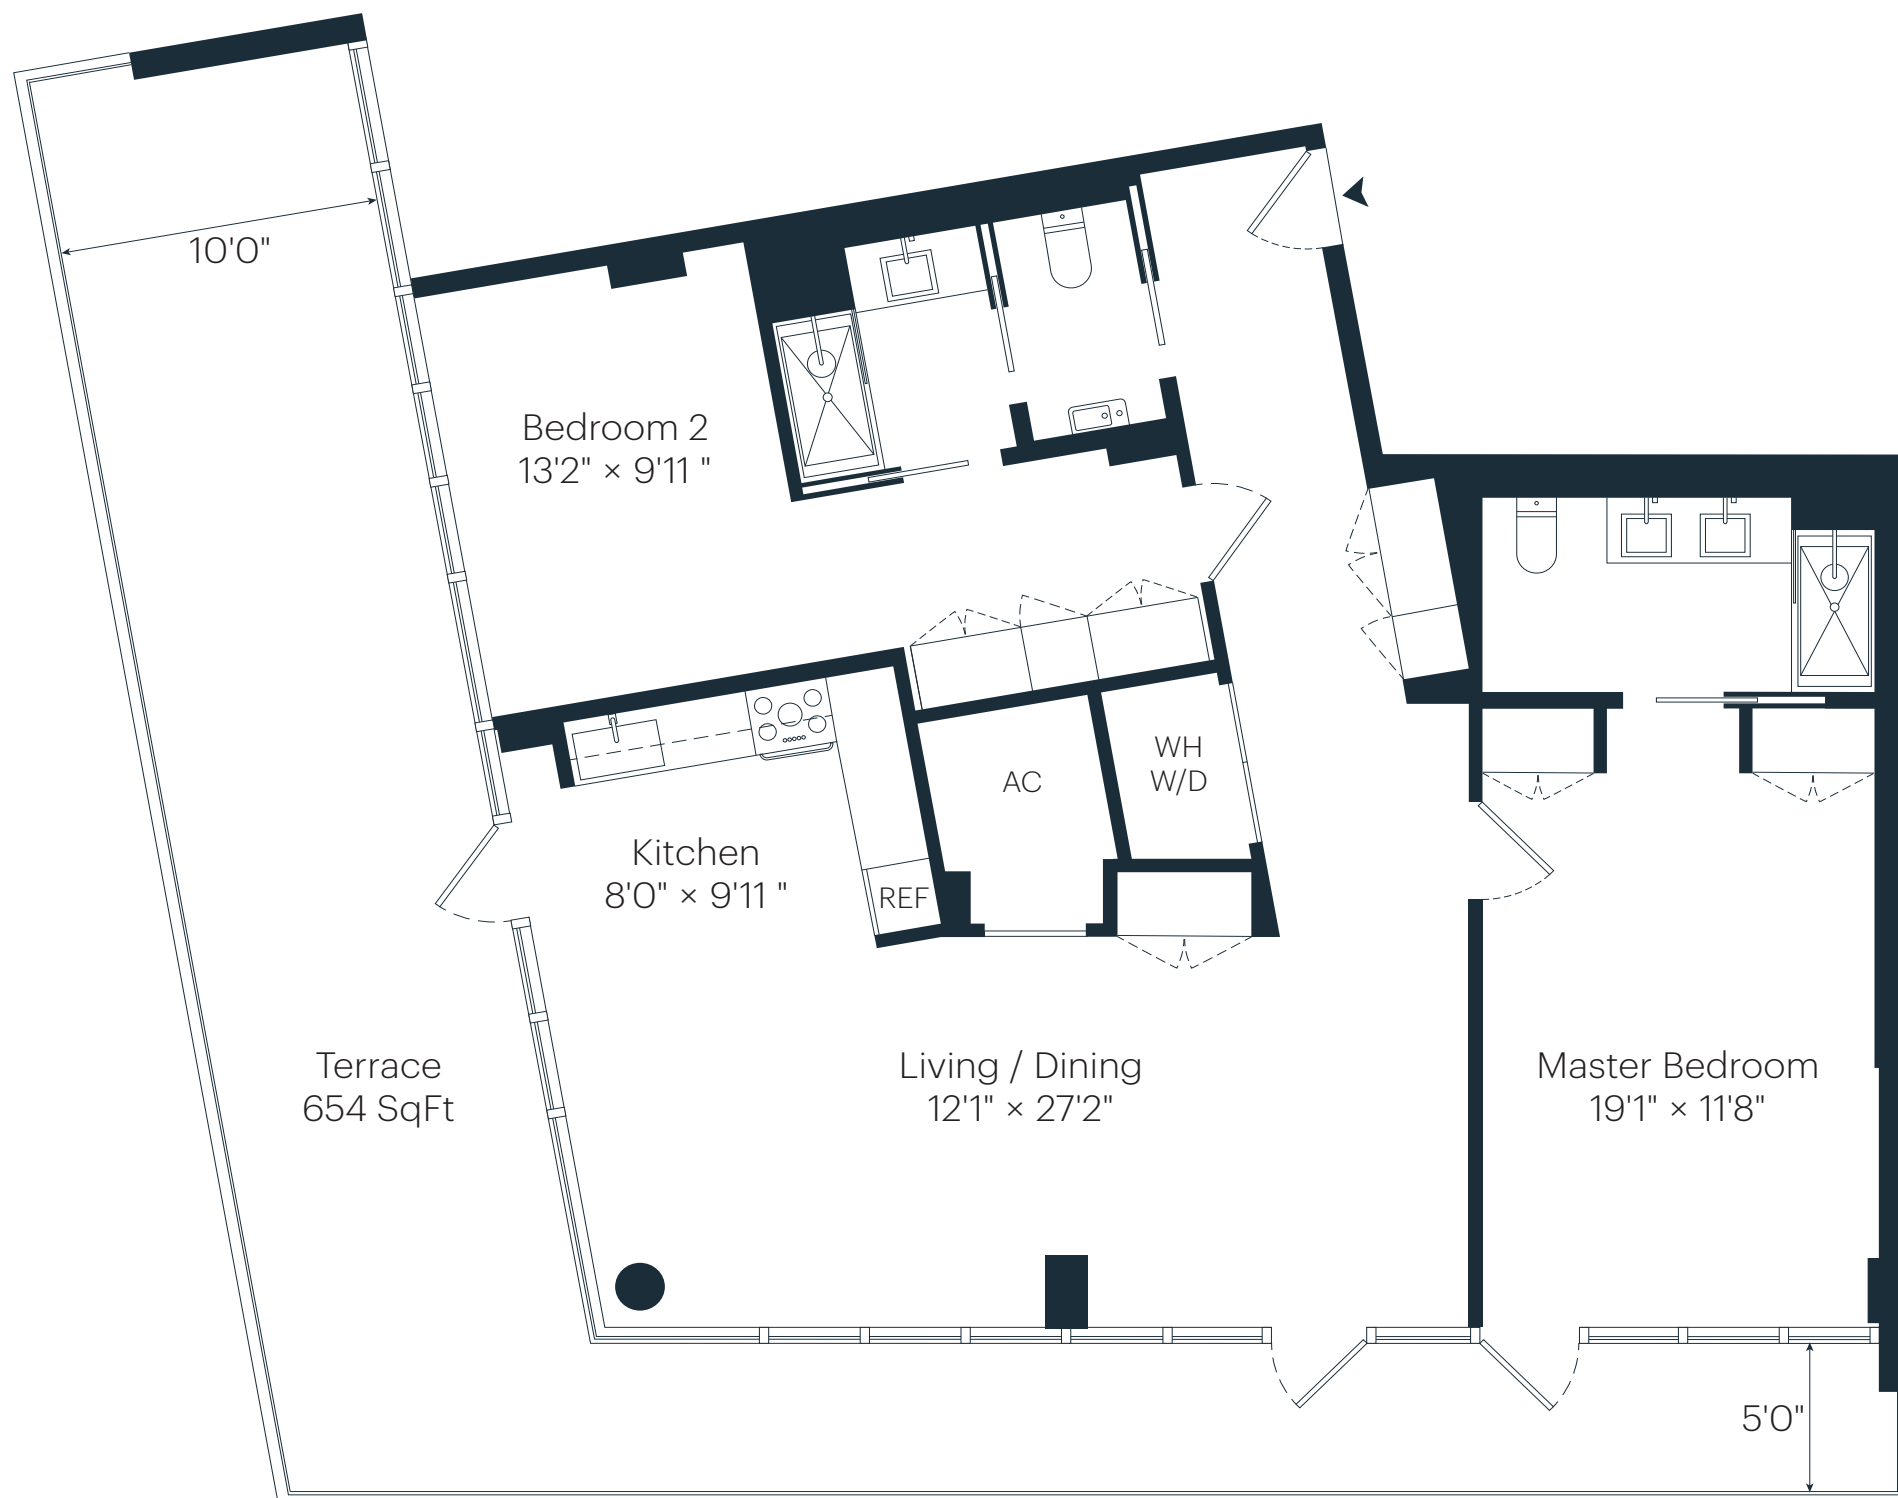 10'0"
Bedroom 2
13'2" × 9'11 "
WH
W/D
AC
Kitchen
8'0" × 9'11 "
REF
Terrace
654 SqFt
Living / Dining
12'1" × 27'2"
Master Bedroom
19'1" × 11'8"
5'0"